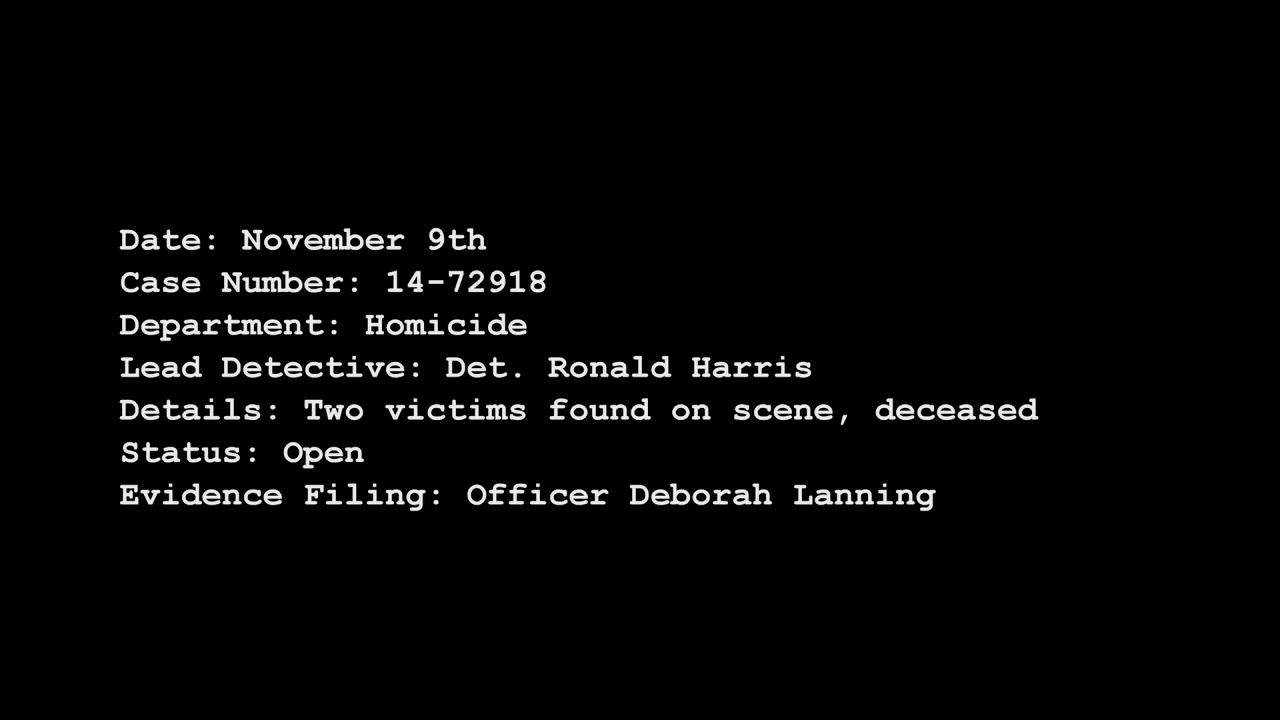 Date: November 9th
Case Number: 14-72918
Department: Homicide
Lead Detective: Det. Ronald Harris
Details: Two victims found on scene, deceased
Status: Open
Evidence Filing: Officer Deborah Lanning